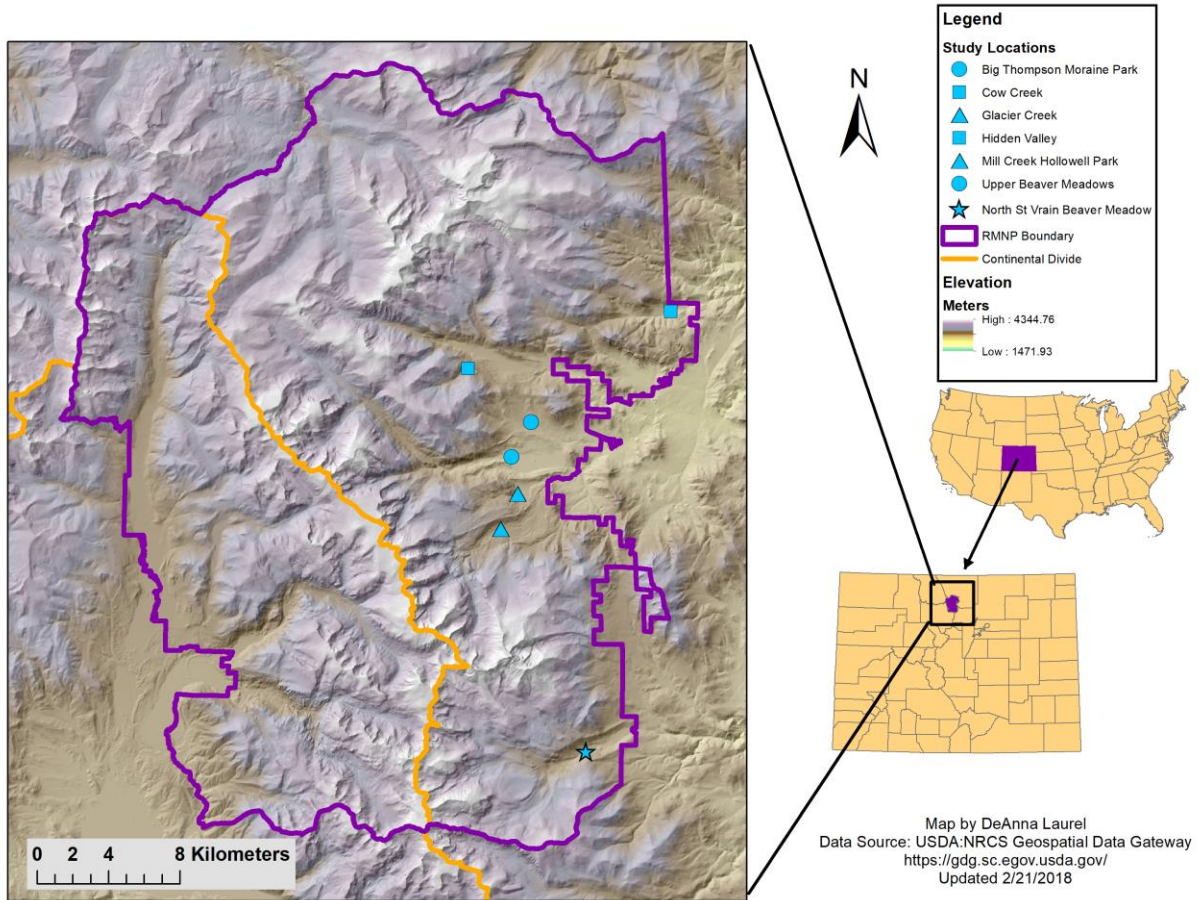 Legend
Study Locations
Big Thompson Moraine Park
Cow Creek
Glacier Creek
Hidden Valley
Mill Creek Hollowell Park
Upper Beaver Meadows
North St Vrain Beaver Meadow
RMNP Boundary
Continental Divide
Elevation
Meters
High : 4344.76
Low : 1471.93
N
0 2 4 8 Kilometers
Map by DeAnna Laurel
Data Source: USDA:NRCS Geospatial Data Gateway
https://gdg.sc.egov.usda.gov/
Updated 2/21/2018